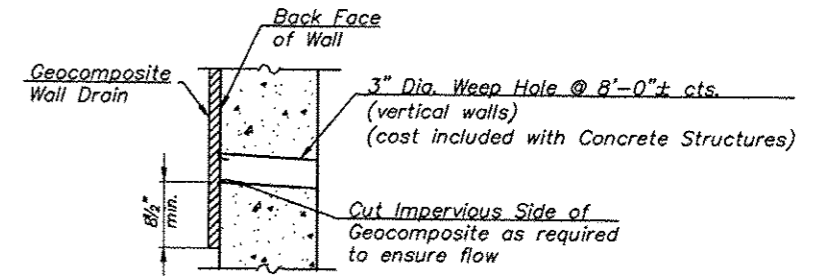 Back Face
of Wall
Geocomposite
Wall Drain
3" Dia. Weep Hole @ 8'-0"± cts.
(vertical walls)
(cost included with Concrete Structures)
8½"
min.
Cut Impervious Side of
Geocomposite as required
to ensure flow